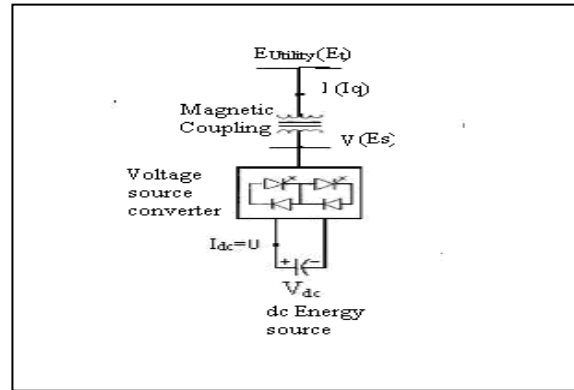 EUtility(Et)
I(Iq)
Magnetic
Coupling
V(Es)
Voltage
source
converter
Idc=0
+ −
Vdc
dc Energy
source